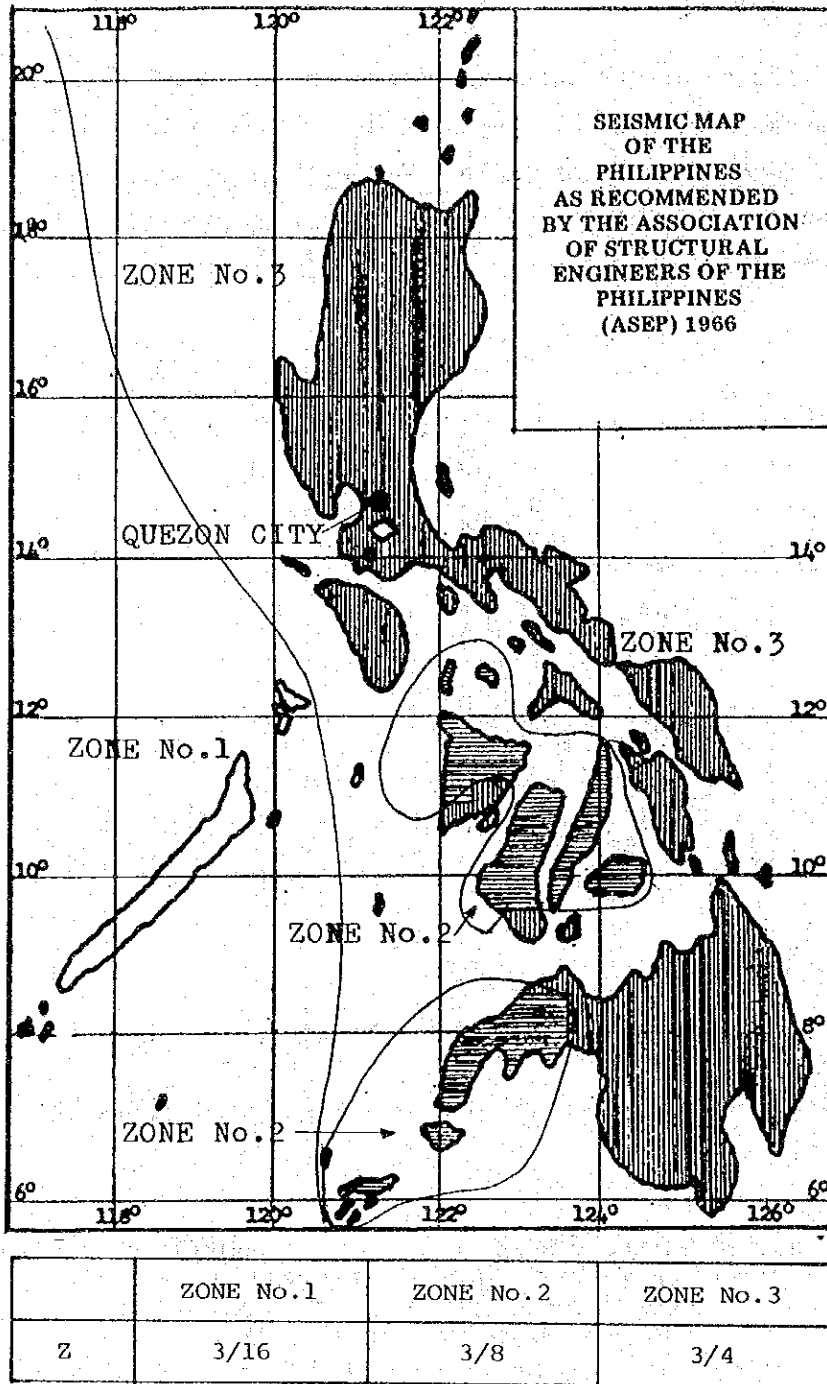 118° 120° 122°
20°
SEISMIC MAP
OF THE
PHILIPPINES
AS RECOMMENDED
BY THE ASSOCIATION
OF STRUCTURAL
ENGINEERS OF THE
PHILIPPINES
(ASEP) 1966
18°
ZONE No.3
16°
QUEZON CITY
14° 14°
ZONE No.3
12° 12°
ZONE No.1
10° 10°
ZONE No.2
8°
ZONE No.2
6° 6°
118° 120° 122° 124° 126°
ZONE No.1 ZONE No.2 ZONE No.3
Z 3/16 3/8 3/4